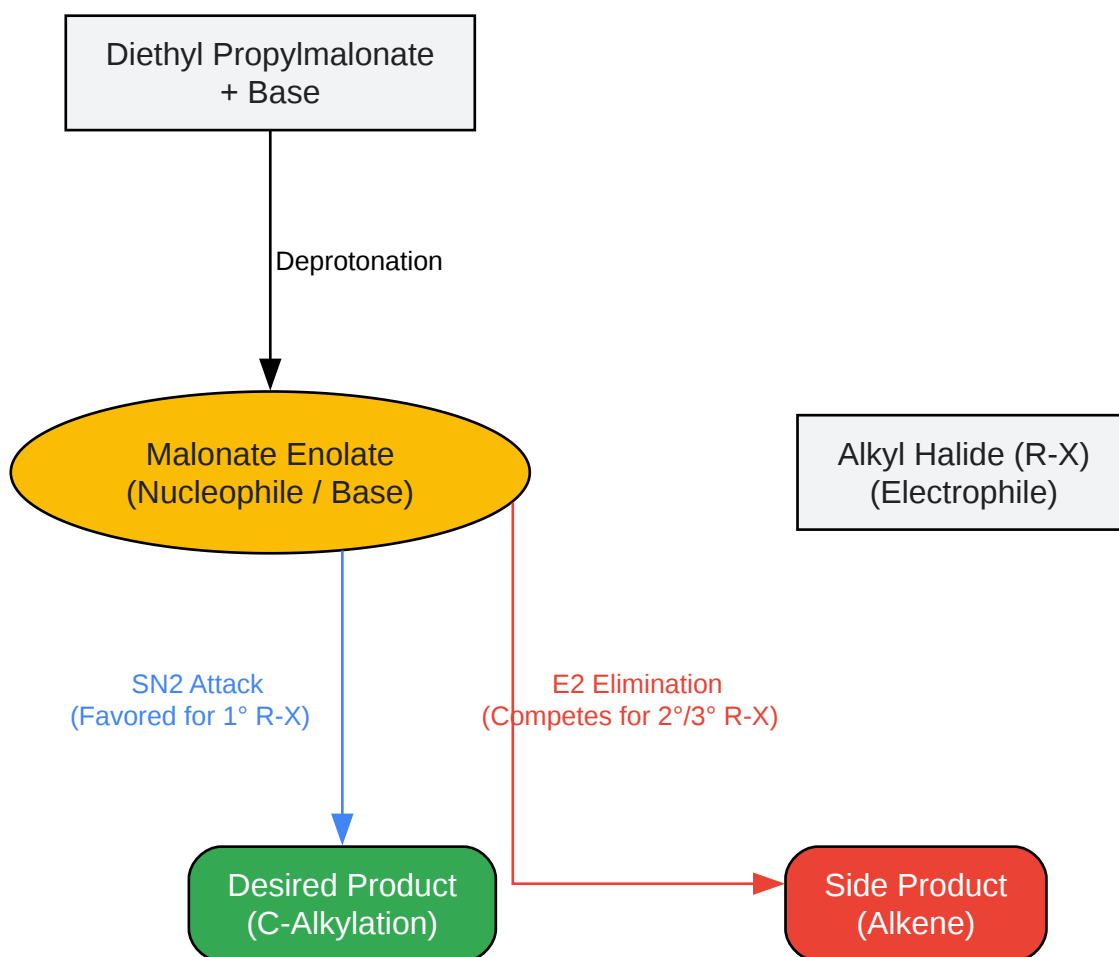 Diethyl Propylmalonate
+ Base
Deprotonation
Malonate Enolate
(Nucleophile / Base)
Alkyl Halide (R-X)
(Electrophile)
SN2 Attack
(Favored for 1° R-X)
E2 Elimination
(Competes for 2°/3° R-X)
Desired Product
(C-Alkylation)
Side Product
(Alkene)